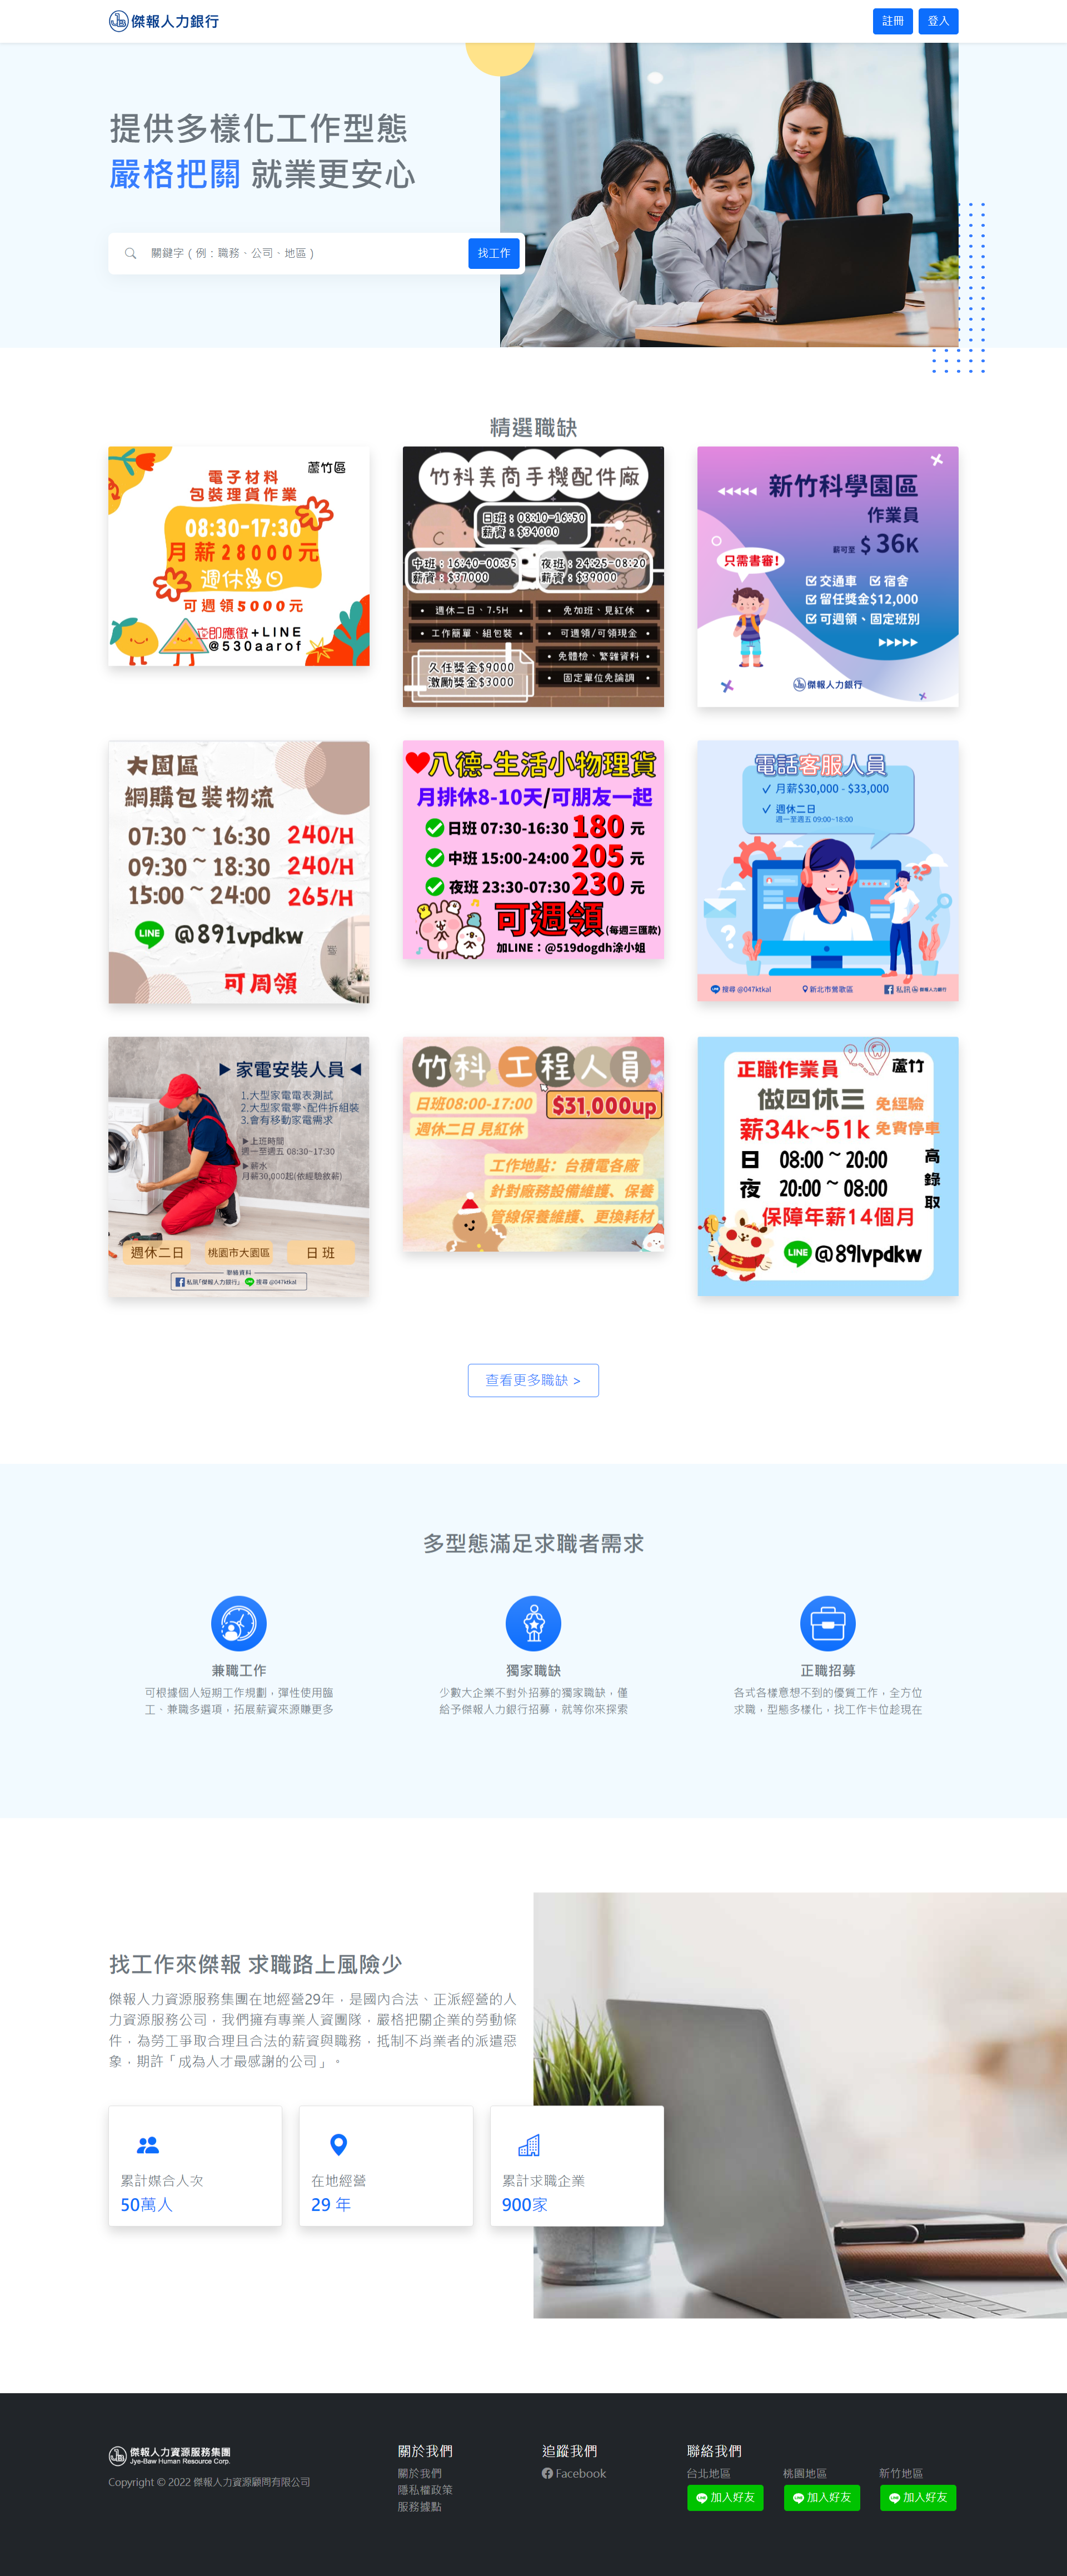 傑報人力銀行
註冊
登入
提供多樣化工作型態
嚴格把關 就業更安心
關鍵字 ( 例 : 職務、公司、地區 )
找工作
精選職缺
蘆竹區
電子材料
包裝理貨作業
08:30-17:30
月薪28000元
週休2日
可週領5000元
立即應徵+LINE
@530aarof
竹科美商手機配件廠
日班：08:10-16:50
薪資：$34000
中班：16:40-00:35
薪資：$37000
夜班：24:25-08:20
薪資：$39000
• 週休二日、7.5H •
• 免加班、見紅休 •
• 工作簡單、組包裝 •
• 可週領/可領現金 •
• 免體檢、繁雜資料 •
久任獎金$9000
激勵獎金$3000
• 固定單位免論調 •
新竹科學園區
作業員
薪可至 $ 36K
只需書審!
交通車 宿舍
留任獎金$12,000
可週領、固定班別
傑報人力銀行
大園區
網購包裝物流
07:30 ~ 16:30 240/H
09:30 ~ 18:30 240/H
15:00 ~ 24:00 265/H
LINE @891vpdkw
可周領
八德-生活小物理貨
月排休8-10天/可朋友一起
日班 07:30-16:30 180 元
中班 15:00-24:00 205 元
夜班 23:30-07:30 230 元
可週領 (每週三匯款)
加LINE：@519dogdh涂小姐
電話客服人員
✓ 月薪$30,000 - $33,000
✓ 週休二日
週一至週五 09:00~18:00
搜尋 @047ktkal
新北市鶯歌區
私訊 傑報人力銀行
▶ 家電安裝人員 ◀
1.大型家電電表測試
2.大型家電零、配件拆組裝
3.會有移動家電需求
▶上班時間
週一至週五 08:30~17:30
▶薪水
月薪30,000起(依經驗敘薪)
週休二日
桃園市大園區
日 班
聯絡資料
私訊「傑報人力銀行」 搜尋 @047ktkal
竹科 工程人員
日班08:00-17:00
$31,000up
週休二日 見紅休
工作地點：台積電各廠
針對廠務設備維護、保養
管線保養維護、更換耗材
正職作業員
蘆竹
做四休三
免經驗
薪34k~51k
免費停車
日 08:00 ~ 20:00
夜 20:00 ~ 08:00
高錄取
保障年薪14個月
LINE @891vpdkw
查看更多職缺 >
多型態滿足求職者需求
兼職工作
可根據個人短期工作規劃，彈性使用臨
工、兼職多選項，拓展薪資來源賺更多
獨家職缺
少數大企業不對外招募的獨家職缺，僅
給予傑報人力銀行招募，就等你來探索
正職招募
各式各樣意想不到的優質工作，全方位
求職，型態多樣化，找工作卡位趁現在
找工作來傑報 求職路上風險少
傑報人力資源服務集團在地經營29年，是國內合法、正派經營的人
力資源服務公司，我們擁有專業人資團隊，嚴格把關企業的勞動條
件，為勞工爭取合理且合法的薪資與職務，抵制不肖業者的派遣惡
象，期許「成為人才最感謝的公司」。
累計媒合人次
50萬人
在地經營
29 年
累計求職企業
900家
傑報人力資源服務集團
Jye-Baw Human Resource Corp.
Copyright © 2022 傑報人力資源顧問有限公司
關於我們
關於我們
隱私權政策
服務據點
追蹤我們
Facebook
聯絡我們
台北地區
加入好友
桃園地區
加入好友
新竹地區
加入好友